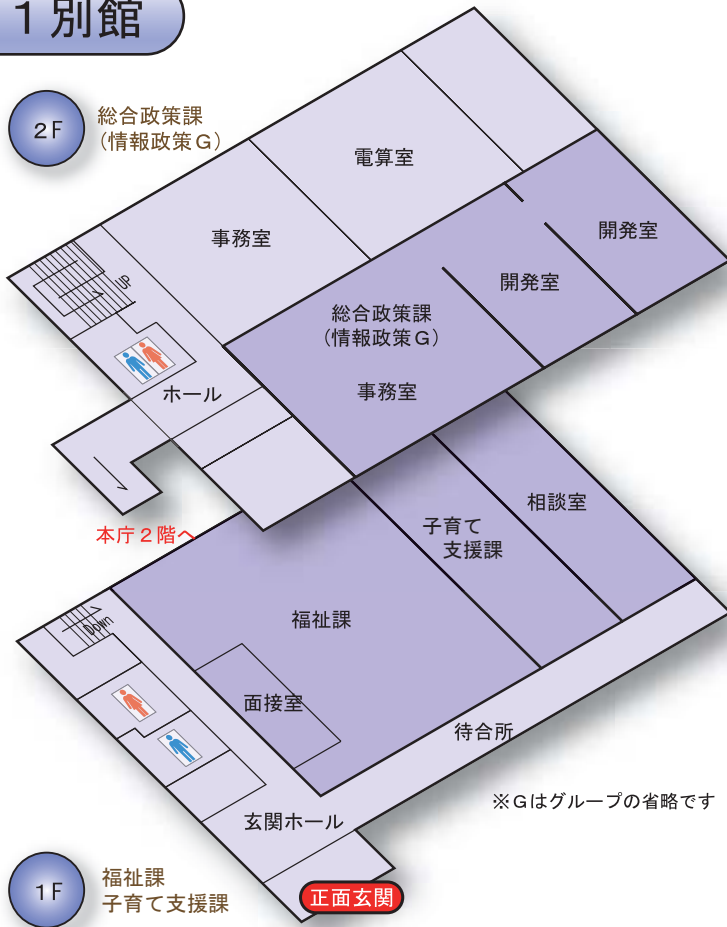 1別館
2F
総合政策課
(情報政策G)
電算室
事務室
開発室
開発室
UP
総合政策課
(情報政策G)
事務室
ホール
本庁2階へ
相談室
子育て
支援課
福祉課
Down
面接室
待合所
※Gはグループの省略です
玄関ホール
正面玄関
1F
福祉課
子育て支援課